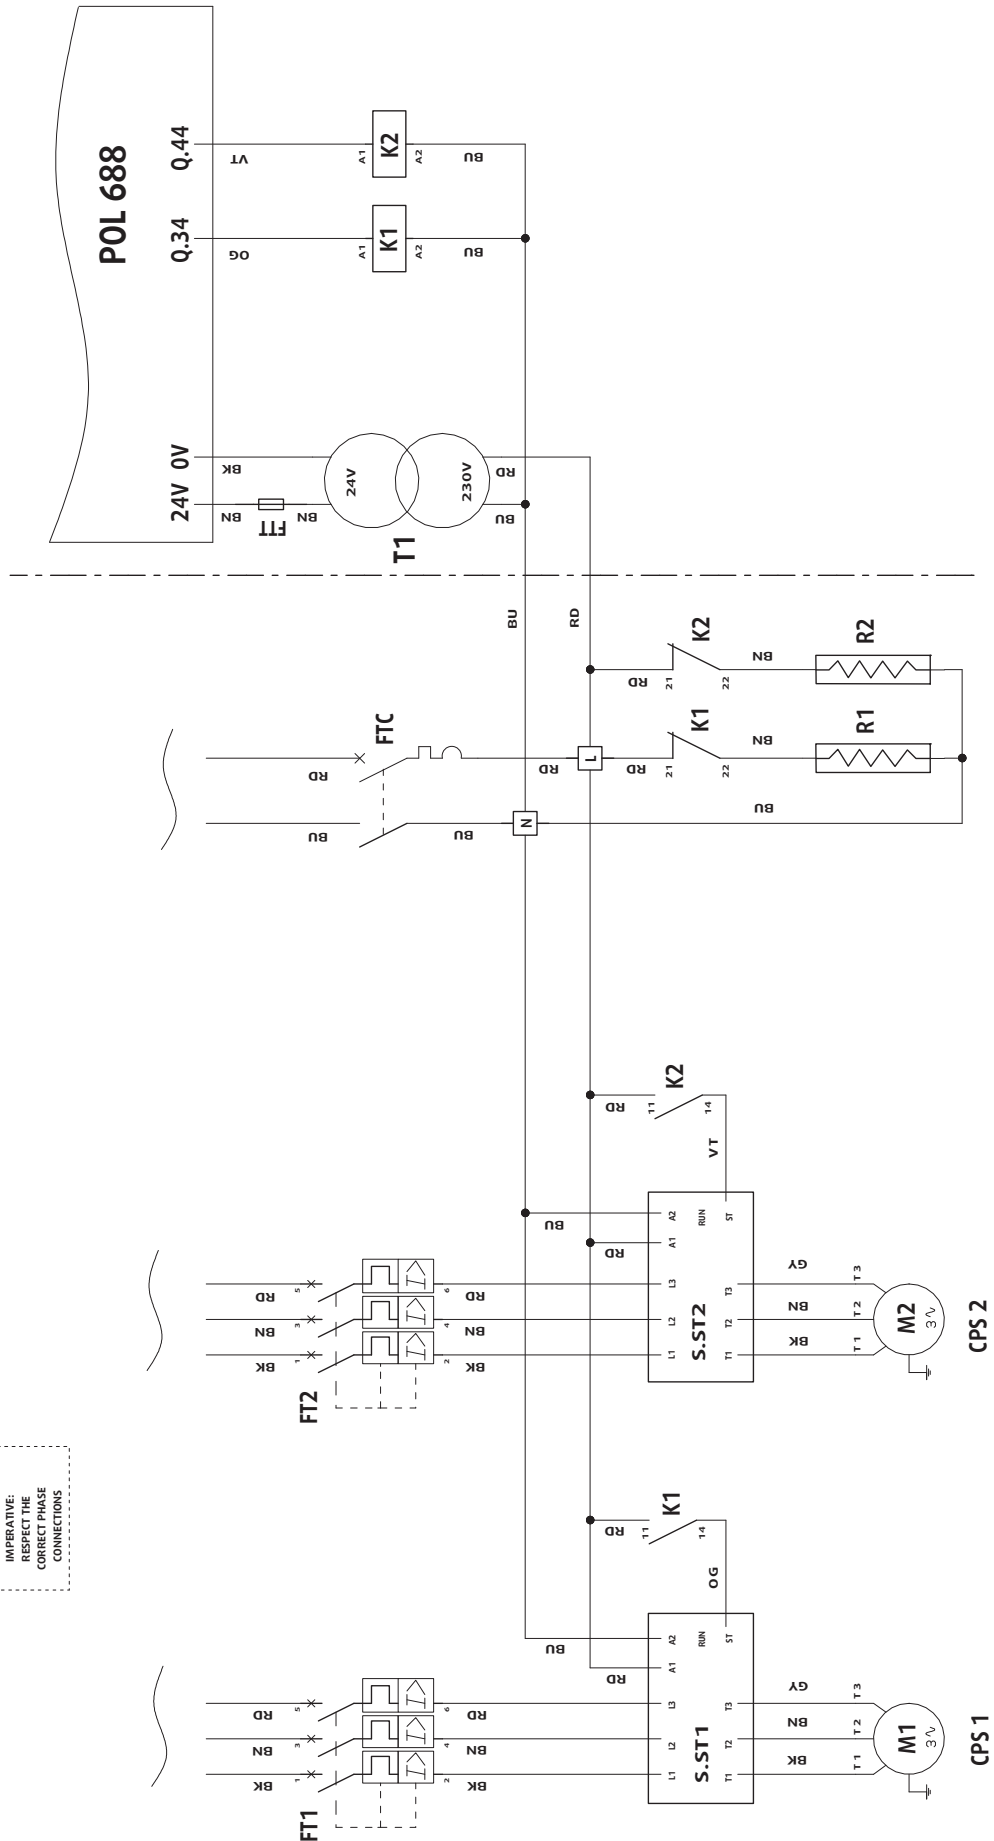 IMPERATIVE:
RESPECT THE
CORRECT PHASE
CONNECTIONS
POL 688
24V
0V
Q.34
Q.44
BN
BK
OG
VT
FTT
BN
24V
230V
T1
BU
RD
A1
K1
A2
BU
A1
K2
A2
BU
BU
RD
BU
RD
FTC
BU
RD
N
L
RD
RD
21
K1
22
BN
21
K2
22
BN
R1
R2
BU
FT1
BK
BN
RD
1
3
5
2
4
6
BK
BN
RD
BU
RD
L1
L2
L3
A1
A2
RUN
ST
S.ST1
T1
T2
T3
BK
BN
GY
T1
T2
T3
M1
3
CPS 1
RD
11
K1
14
OG
FT2
BK
BN
RD
1
3
5
2
4
6
BK
BN
RD
RD
BU
L1
L2
L3
A1
A2
RUN
ST
S.ST2
T1
T2
T3
BK
BN
GY
T1
T2
T3
M2
3
CPS 2
RD
11
K2
14
VT